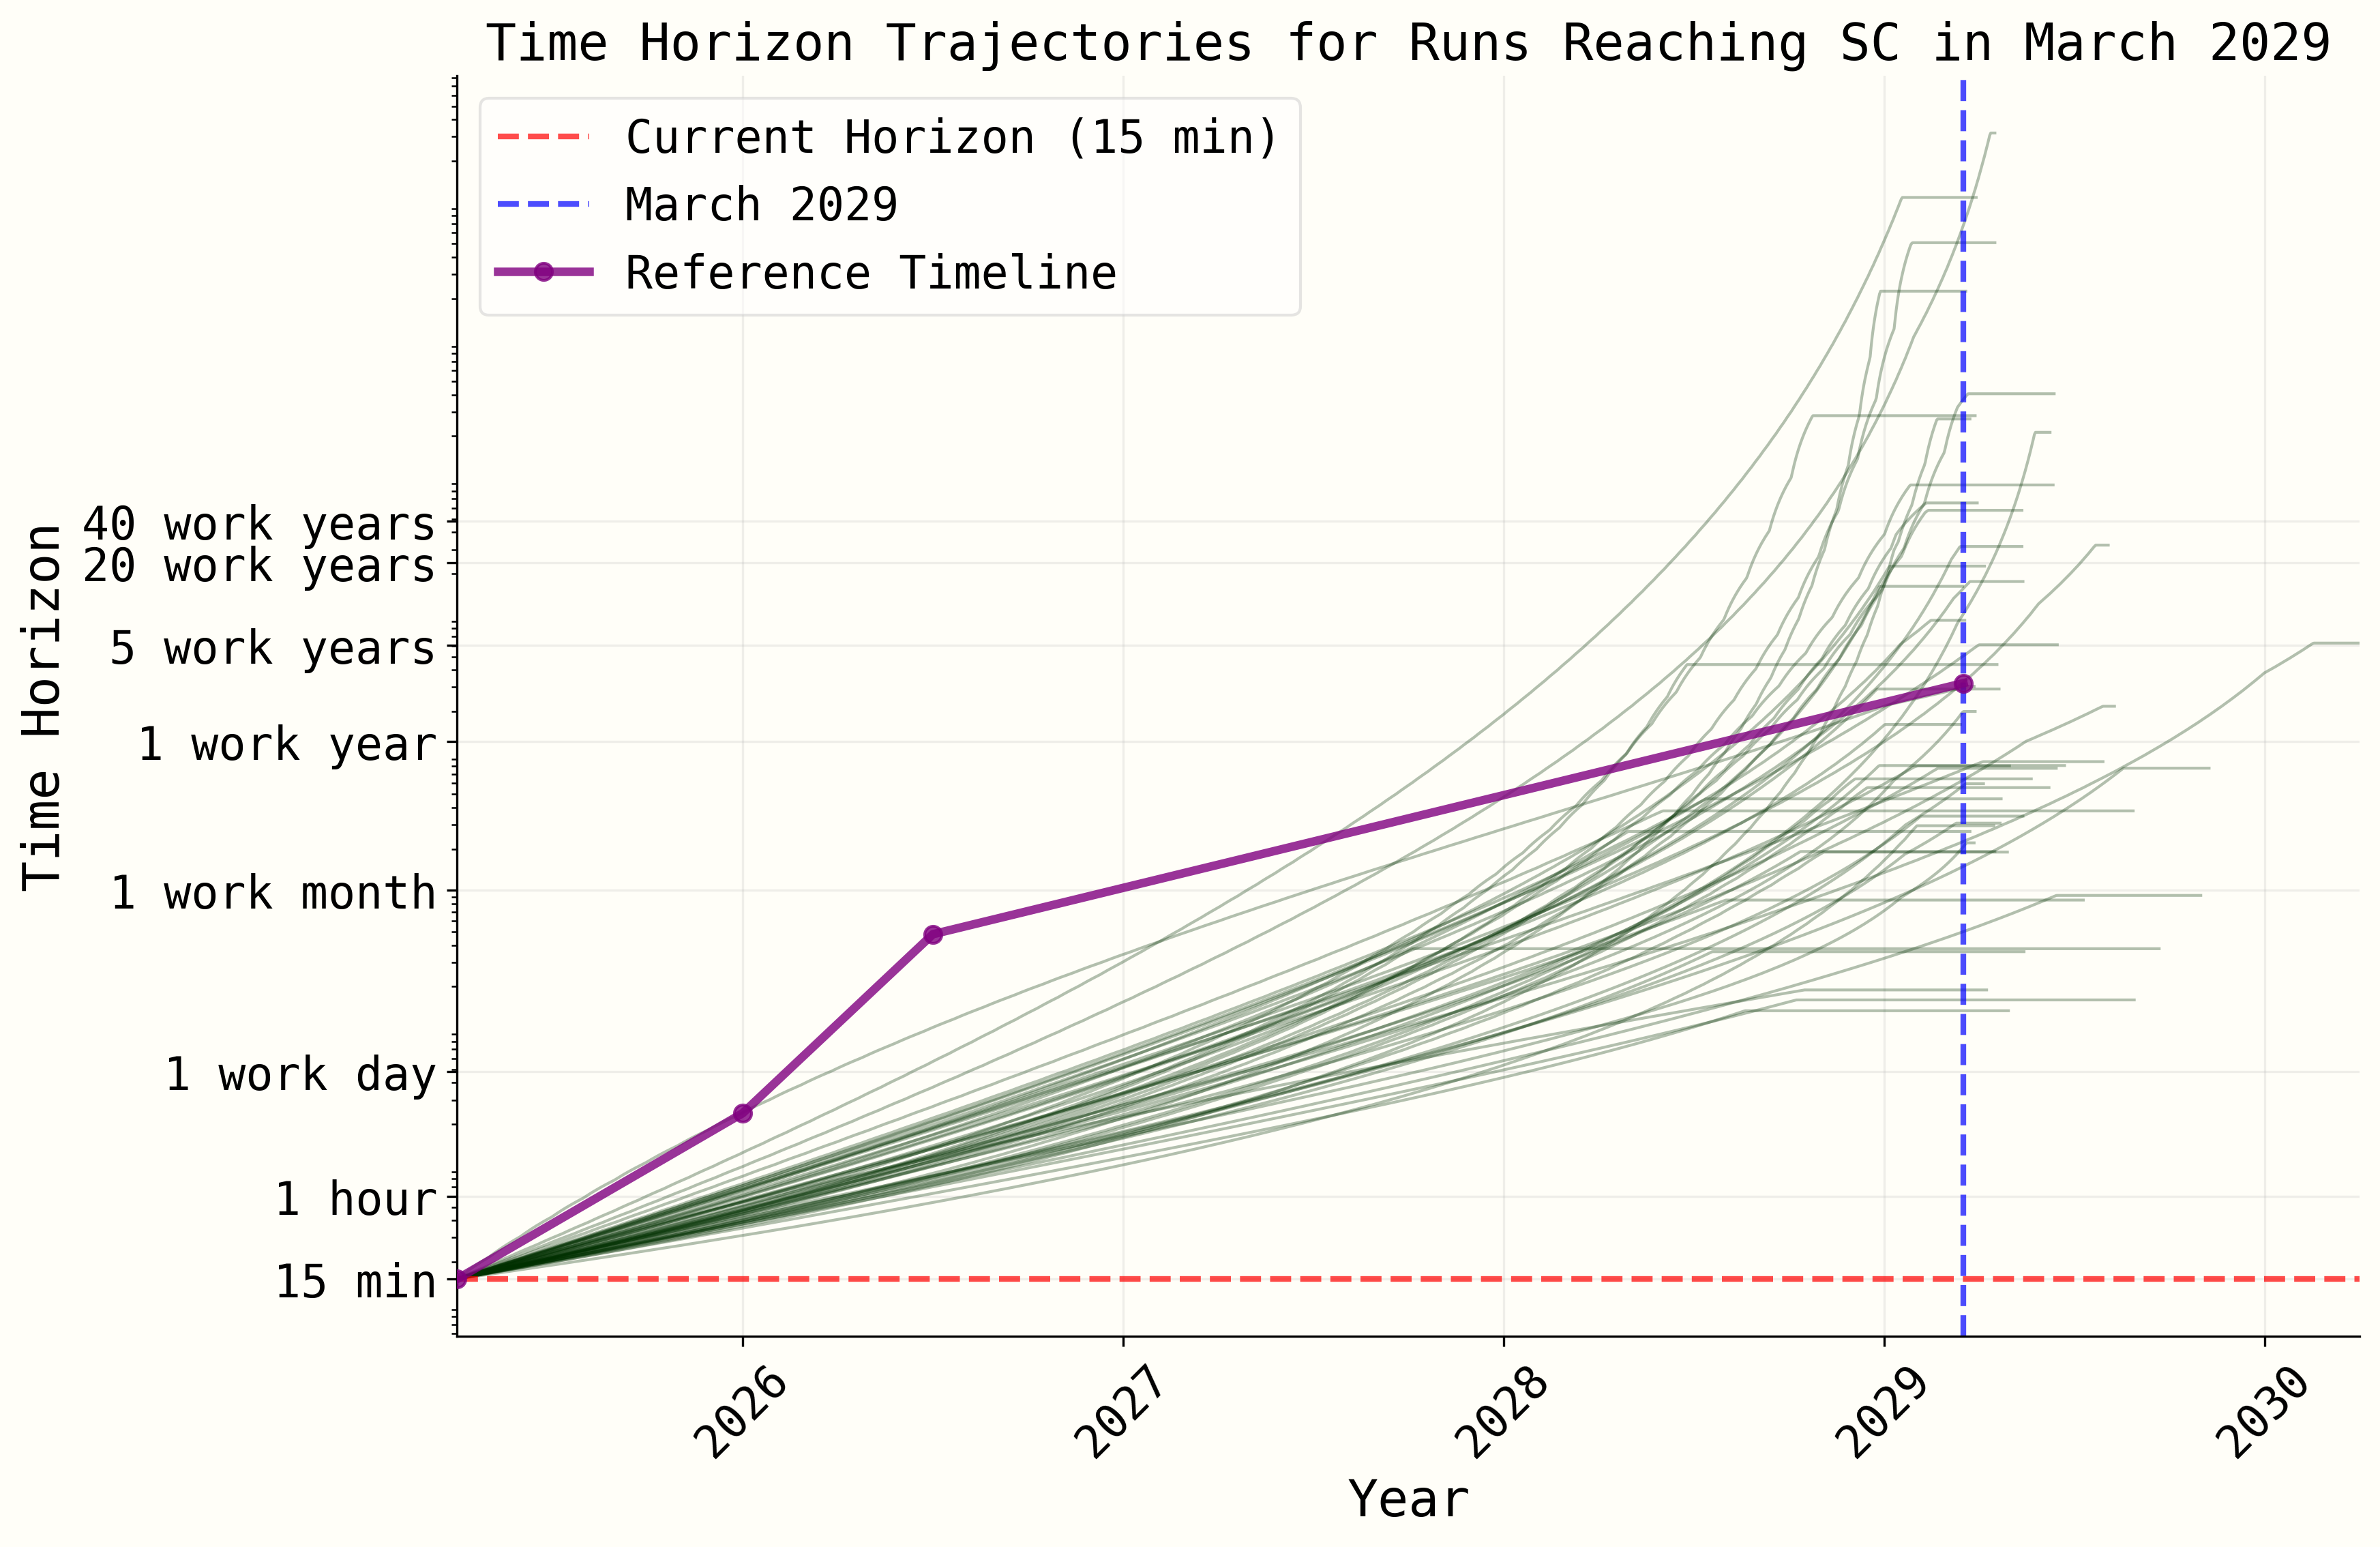 Time Horizon Trajectories for Runs Reaching SC in March 2029
Current Horizon (15 min)
March 2029
Reference Timeline
Time Horizon
40 work years
20 work years
5 work years
1 work year
1 work month
1 work day
1 hour
15 min
2026
2027
2028
2029
2030
Year